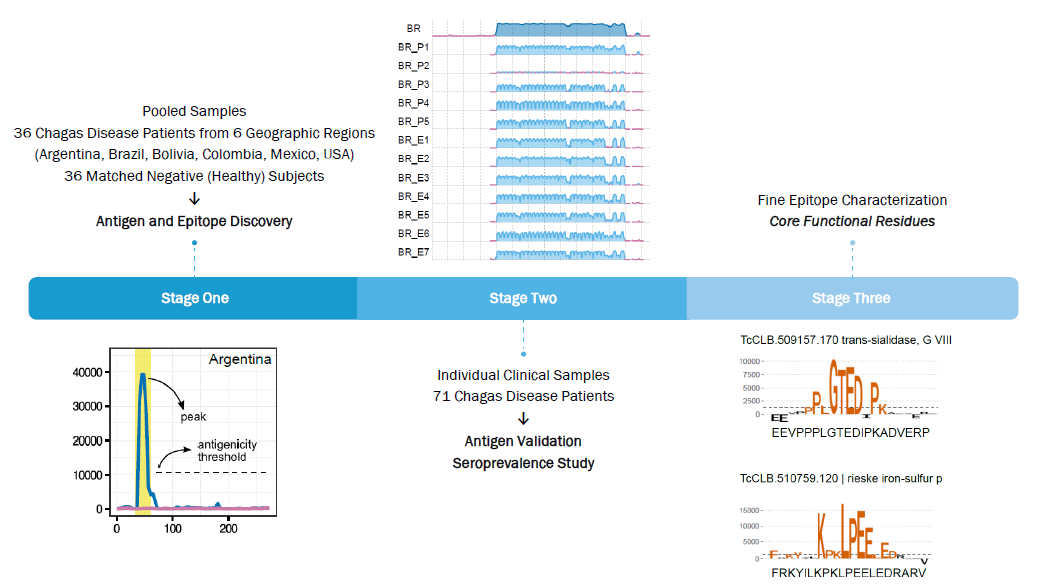 BR
BR_P1
BR_P2
BR_P3
BR_P4
BR_P5
BR_E1
BR_E2
BR_E3
BR_E4
BR_E5
BR_E6
BR_E7
Pooled Samples
36 Chagas Disease Patients from 6 Geographic Regions
(Argentina, Brazil, Bolivia, Colombia, Mexico, USA)
36 Matched Negative (Healthy) Subjects
↓
Antigen and Epitope Discovery
Fine Epitope Characterization
Core Functional Residues
Stage One
Stage Two
Stage Three
Argentina
40000
30000
20000
10000
0
0
100
200
peak
antigenicity
threshold
Individual Clinical Samples
71 Chagas Disease Patients
↓
Antigen Validation
Seroprevalence Study
TcCLB.509157.170 trans-sialidase, G VIII
10000
7500
5000
2500
0
EEVPPPLGTEDIPKADVERP
TcCLB.510759.120 | rieske iron-sulfur p
15000
10000
5000
0
FRKYILKPKLPEELEDRARV